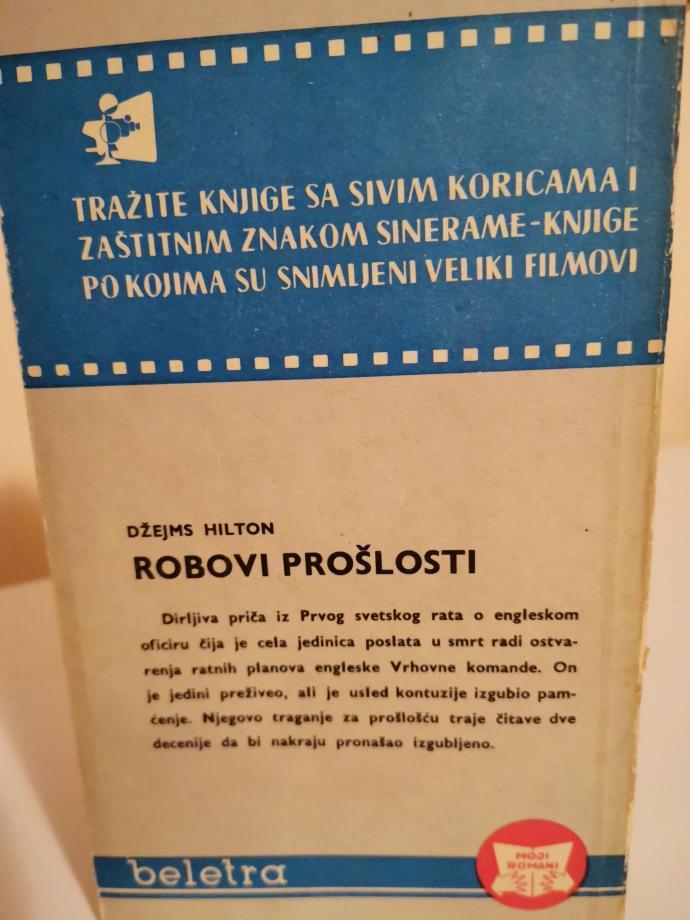 TRAŽITE KNJIGE SA SIVIM KORICAMA I
ZAŠTITNIM ZNAKOM SINERAME-KNJIGE
PO KOJIMA SU SNIMLJENI VELIKI FILMOVI
DŽEJMS HILTON
ROBOVI PROŠLOSTI
Dirljiva priča iz Prvog svetskog rata o engleskom
oficiru čija je cela jedinica poslata u smrt radi ostva-
renja ratnih planova engleske Vrhovne komande. On
je jedini preživeo, ali je usled kontuzije izgubio pam-
ćenje. Njegovo traganje za prošlošću traje čitave dve
decenije da bi nakraju pronašao izgubljeno.
beletra
MOJI
ROMANI